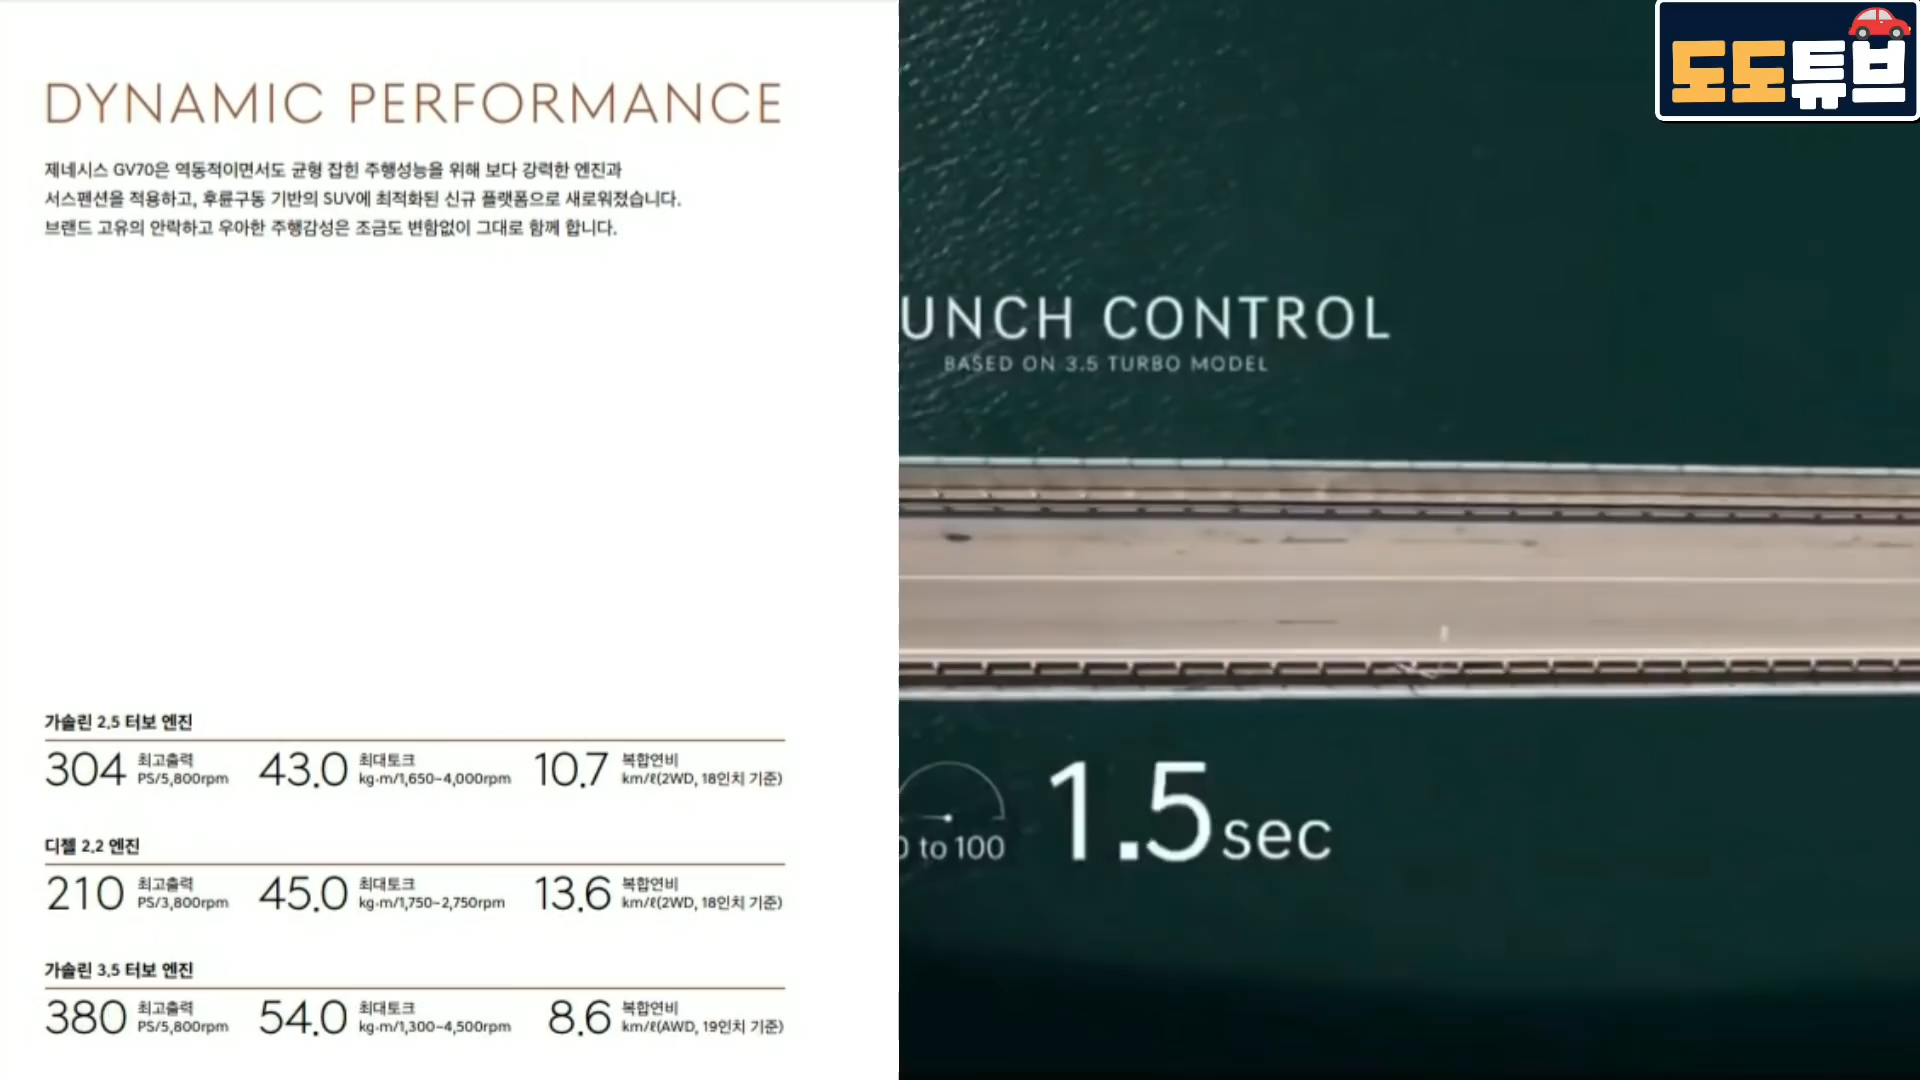 DYNAMIC PERFORMANCE
제네시스 GV70은 역동적이면서도 균형 잡힌 주행성능을 위해 보다 강력한 엔진과
서스펜션을 적용하고, 후륜구동 기반의 SUV에 최적화된 신규 플랫폼으로 새로워졌습니다.
브랜드 고유의 안락하고 우아한 주행감성은 조금도 변함없이 그대로 함께 합니다.
가솔린 2.5 터보 엔진
304 최고출력 PS/5,800rpm 43.0 최대토크 kg·m/1,650~4,000rpm 10.7 복합연비 km/ℓ(2WD, 18인치 기준)
디젤 2.2 엔진
210 최고출력 PS/3,800rpm 45.0 최대토크 kg·m/1,750~2,750rpm 13.6 복합연비 km/ℓ(2WD, 18인치 기준)
가솔린 3.5 터보 엔진
380 최고출력 PS/5,800rpm 54.0 최대토크 kg·m/1,300~4,500rpm 8.6 복합연비 km/ℓ(AWD, 19인치 기준)
도도튜브
UNCH CONTROL
BASED ON 3.5 TURBO MODEL
0 to 100 1.5 sec